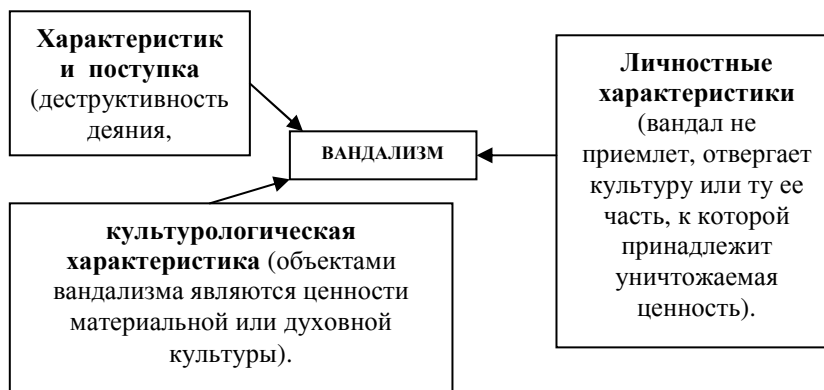 Характеристик
и поступка
(деструктивность
деяния,
Личностные
характеристики
(вандал не
приемлет, отвергает
культуру или ту ее
часть, к которой
принадлежит
уничтожаемая
ценность).
ВАНДАЛИЗМ
культурологическая
характеристика (объектами
вандализма являются ценности
материальной или духовной
культуры).